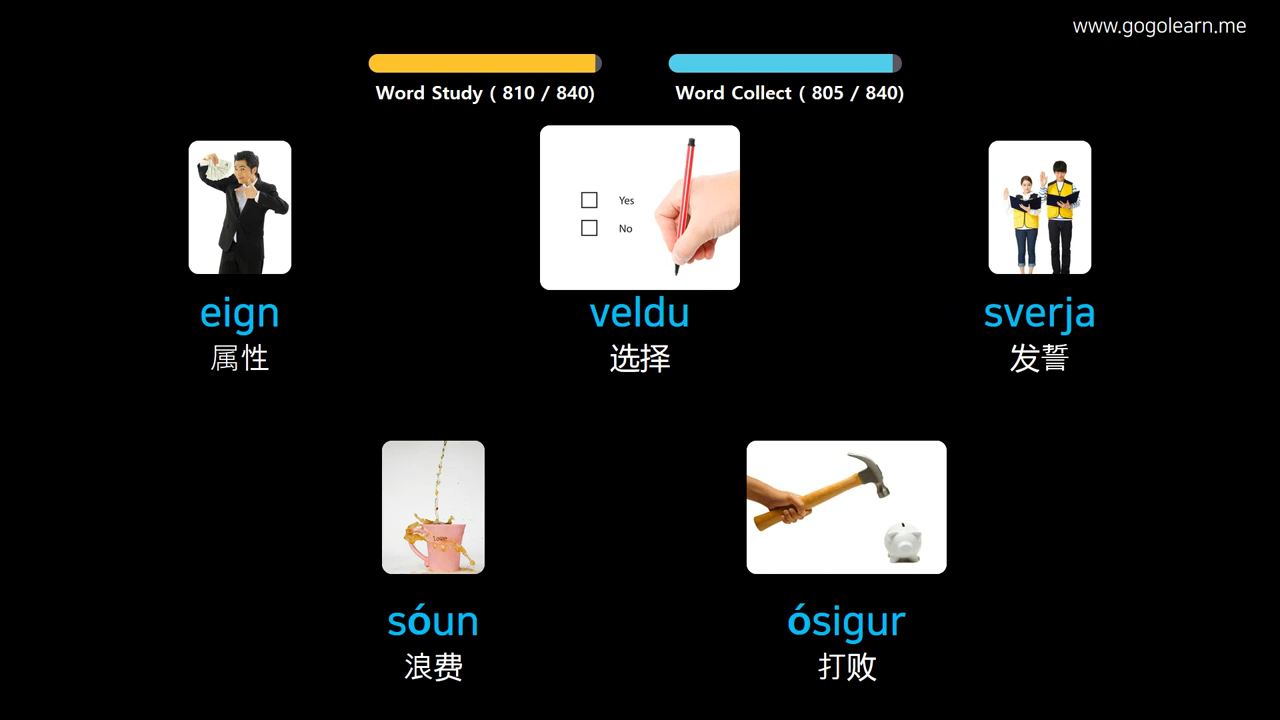 www.gogolearn.me
Word Study ( 810 / 840)
Word Collect ( 805 / 840)
Yes
No
eign
veldu
sverja
属性
选择
发誓
Love
sóun
ósigur
浪费
打败